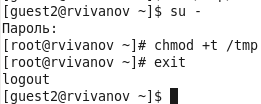 [guest2@rvivanov ~]$ su -
Пароль:
[root@rvivanov ~]# chmod +t /tmp
[root@rvivanov ~]# exit
logout
[guest2@rvivanov ~]$